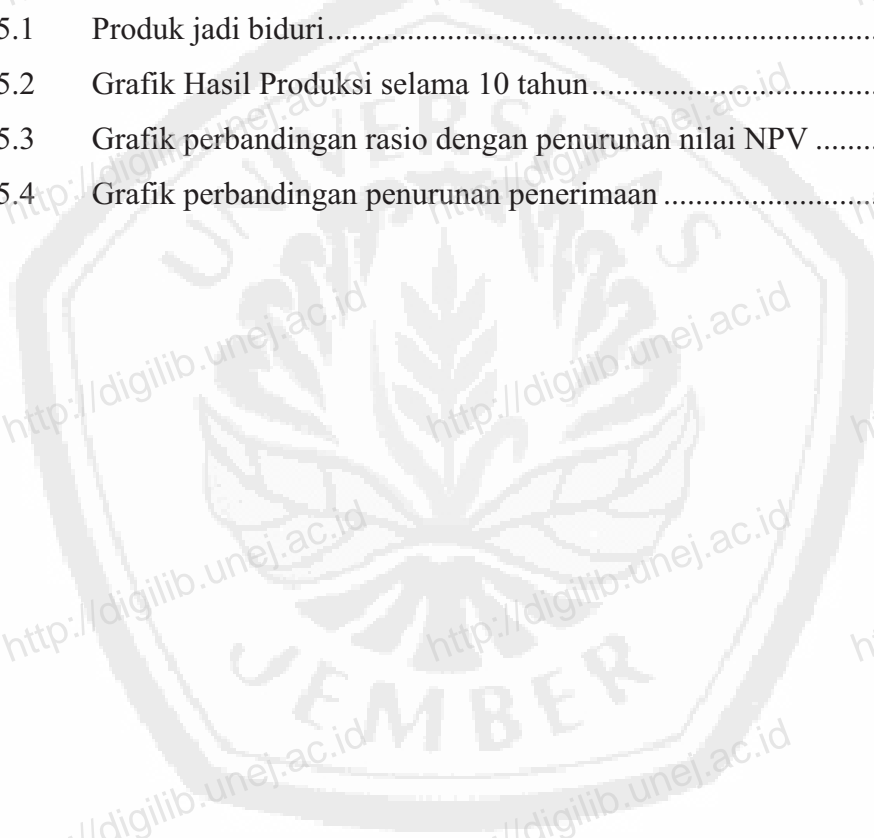 5.1 Produk jadi biduri........................................................................
5.2 Grafik Hasil Produksi selama 10 tahun....................................
5.3 Grafik perbandingan rasio dengan penurunan nilai NPV ........
5.4 Grafik perbandingan penurunan penerimaan ...........................
UNIVERSITAS
JEMBER
http://digilib.unej.ac.id
http://digilib.unej.ac.id
http://digilib.unej.ac.id
http://digilib.unej.ac.id
http://digilib.unej.ac.id
http://digilib.unej.ac.id
http://digilib.unej.ac.id
http://digilib.unej.ac.id